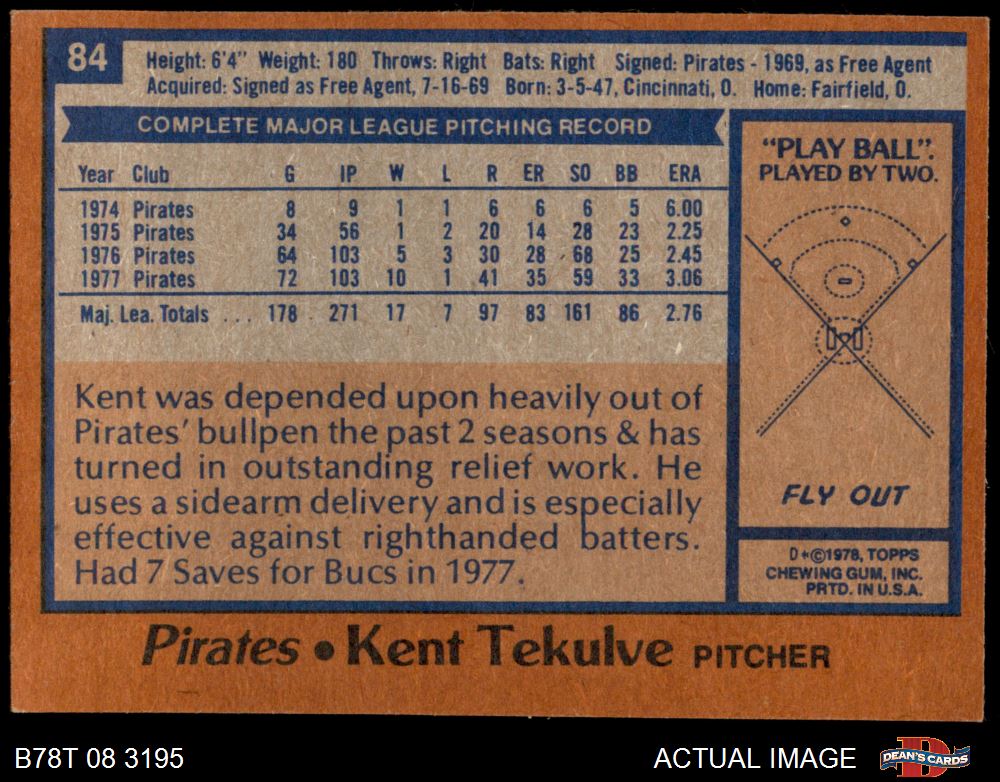 84
Height: 6'4" Weight: 180 Throws: Right Bats: Right Signed: Pirates - 1969, as Free Agent
Acquired: Signed as Free Agent, 7-16-69 Born: 3-5-47, Cincinnati, O. Home: Fairfield, O.
COMPLETE MAJOR LEAGUE PITCHING RECORD
Year Club G IP W L R ER SO BB ERA
1974 Pirates 8 9 1 1 6 6 6 5 6.00
1975 Pirates 34 56 1 2 20 14 28 23 2.25
1976 Pirates 64 103 5 3 30 28 68 25 2.45
1977 Pirates 72 103 10 1 41 35 59 33 3.06
Maj. Lea. Totals ... 178 271 17 7 97 83 161 86 2.76
Kent was depended upon heavily out of
Pirates' bullpen the past 2 seasons & has
turned in outstanding relief work. He
uses a sidearm delivery and is especially
effective against righthanded batters.
Had 7 Saves for Bucs in 1977.
"PLAY BALL".
PLAYED BY TWO.
FLY OUT
D*©1978, TOPPS
CHEWING GUM, INC.
PRTD. IN U.S.A.
Pirates • Kent Tekulve PITCHER
B78T 08 3195
ACTUAL IMAGE
D
DEAN'S CARDS